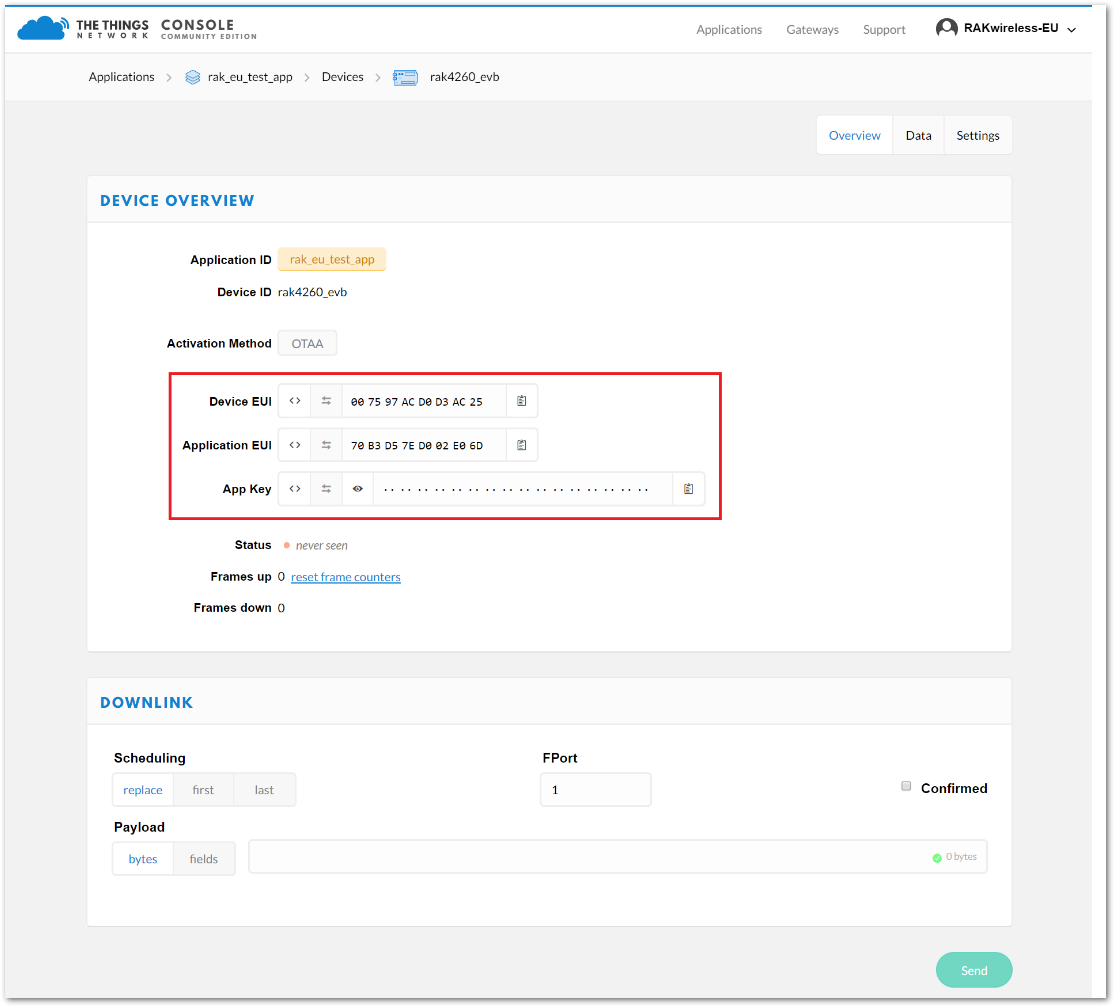 THE THINGS NETWORK CONSOLE COMMUNITY EDITION
Applications Gateways Support RAKwireless-EU
Applications > rak_eu_test_app > Devices > rak4260_evb
Overview Data Settings
DEVICE OVERVIEW
Application ID rak_eu_test_app
Device ID rak4260_evb
Activation Method OTAA
Device EUI <> 00 75 97 AC D0 D3 AC 25
Application EUI <> 70 B3 D5 7E D0 02 E0 6D
App Key <> .. .. .. .. .. .. .. .. .. .. .. .. .. .. .. ..
Status never seen
Frames up 0 reset frame counters
Frames down 0
DOWNLINK
Scheduling FPort
replace first last 1 Confirmed
Payload
bytes fields 0 bytes
Send